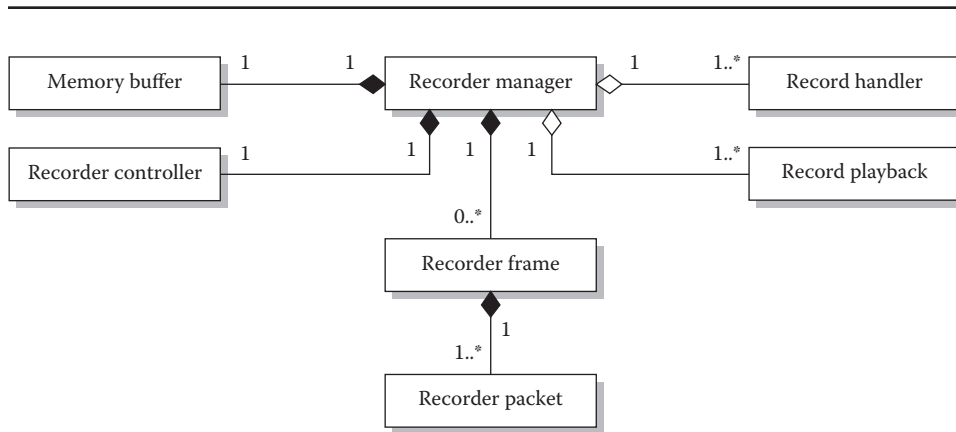 1 1 1 1..*
Memory buffer Recorder manager Record handler
1 1 1 1 1..*
Recorder controller Record playback
0..*
Recorder frame
1
1..*
Recorder packet